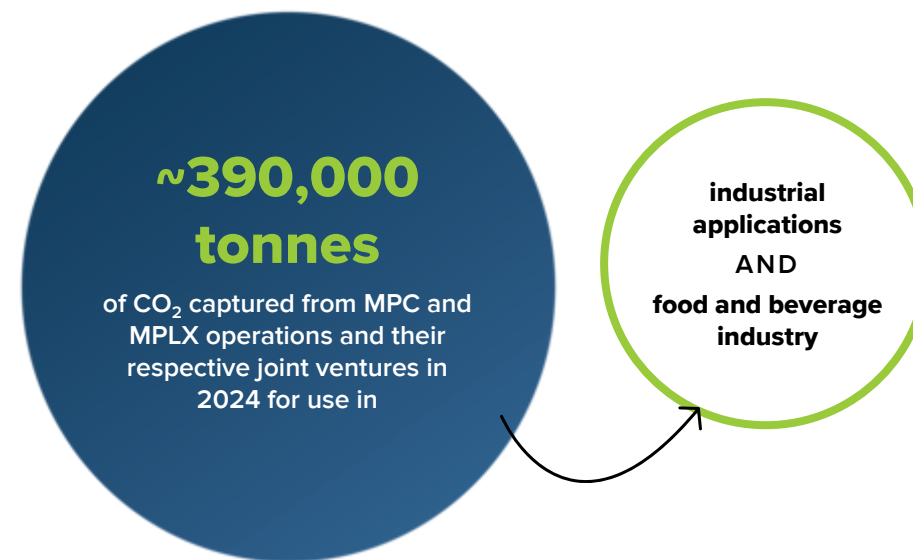 ~390,000
tonnes
of CO₂ captured from MPC and
MPLX operations and their
respective joint ventures in
2024 for use in
industrial
applications
AND
food and beverage
industry